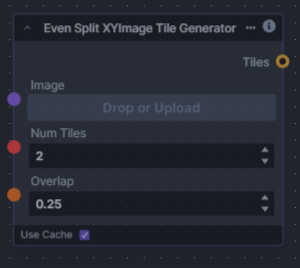 Even Split XYImage Tile Generator
Tiles
Image
Drop or Upload
Num Tiles
2
Overlap
0.25
Use Cache